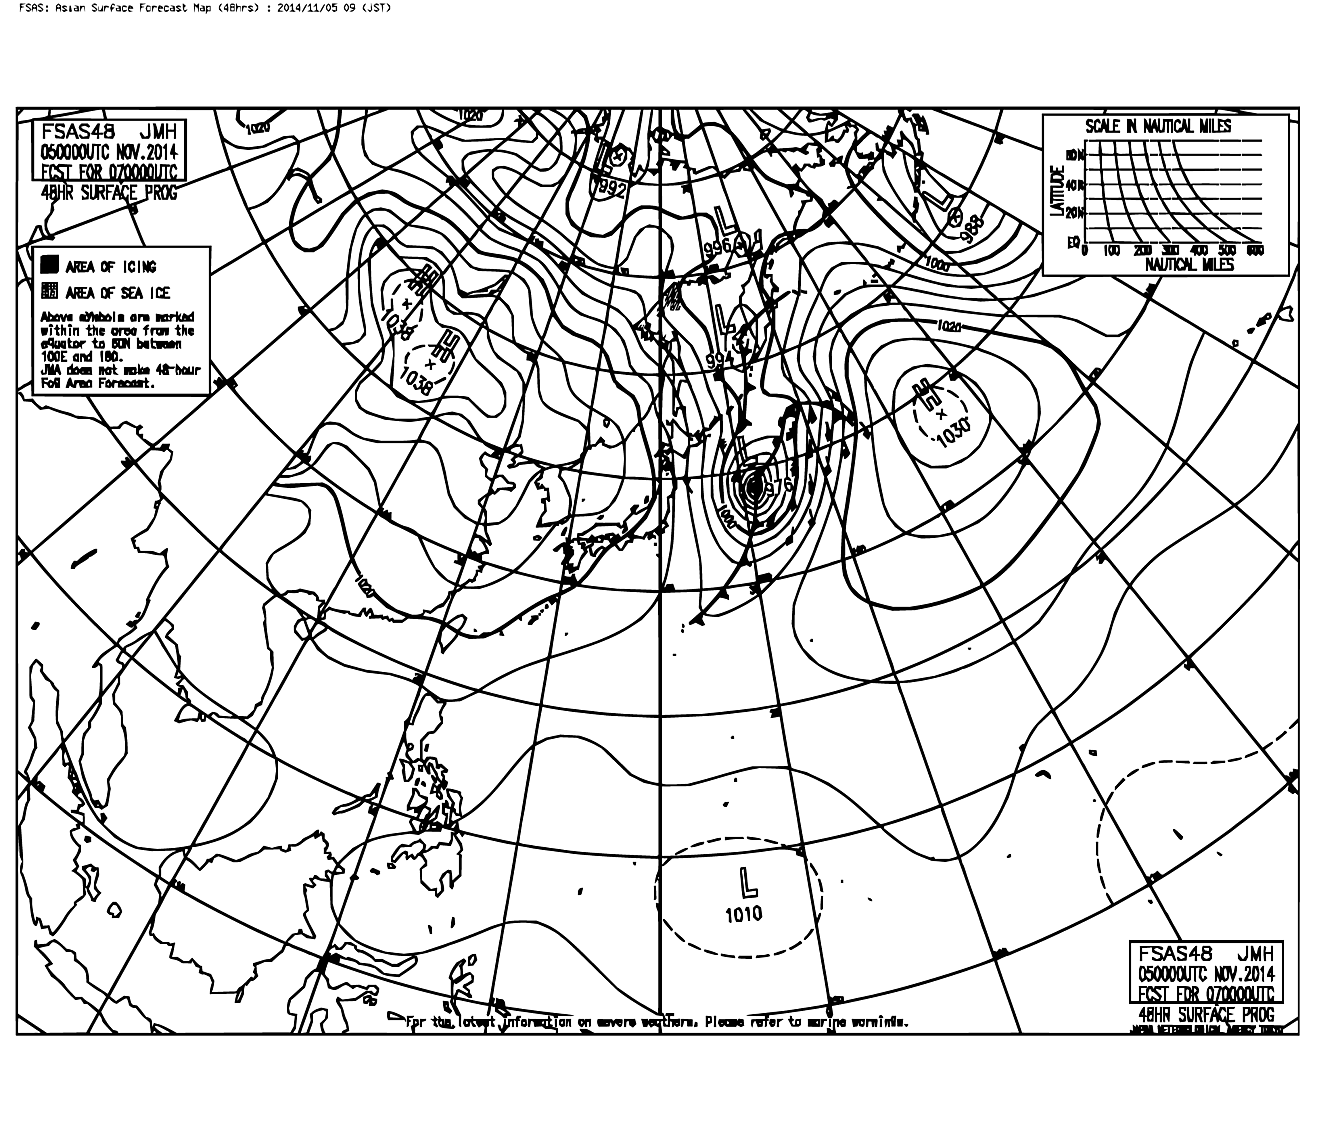 FSAS: Asian Surface Forecast Map (48hrs) : 2014/11/05 09 (JST)
FSAS48 JMH
050000UTC NOV.2014
FCST FOR 070000UTC
48HR SURFACE PROG
AREA OF ICING
AREA OF SEA ICE
Above symbols are marked
within the area from the
equator to 60N between
100E and 180.
JMA does not make 48-hour
Fog Area Forecast.
SCALE IN NAUTICAL MILES
LATITUDE
60N
40N
20N
EQ
0 100 200 300 400 500 600
NAUTICAL MILES
1020
1020
L
992
L
996
L
988
1000
H
1038
H
1038
L
994
1020
H
1030
L
976
1000
1020
L
1010
FSAS48 JMH
050000UTC NOV.2014
FCST FOR 070000UTC
48HR SURFACE PROG
JAPAN METEOROLOGICAL AGENCY TOKYO
For the latest information on severe weathers, Please refer to marine warnings.